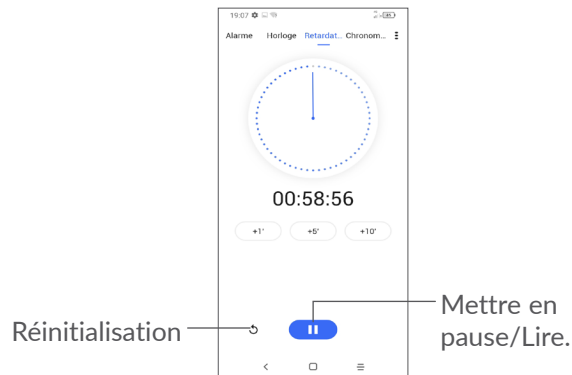 19:07
Alarme Horloge Retardat... Chronom...
00:58:56
+1' +5' +10'
Réinitialisation
Mettre en
pause/Lire.